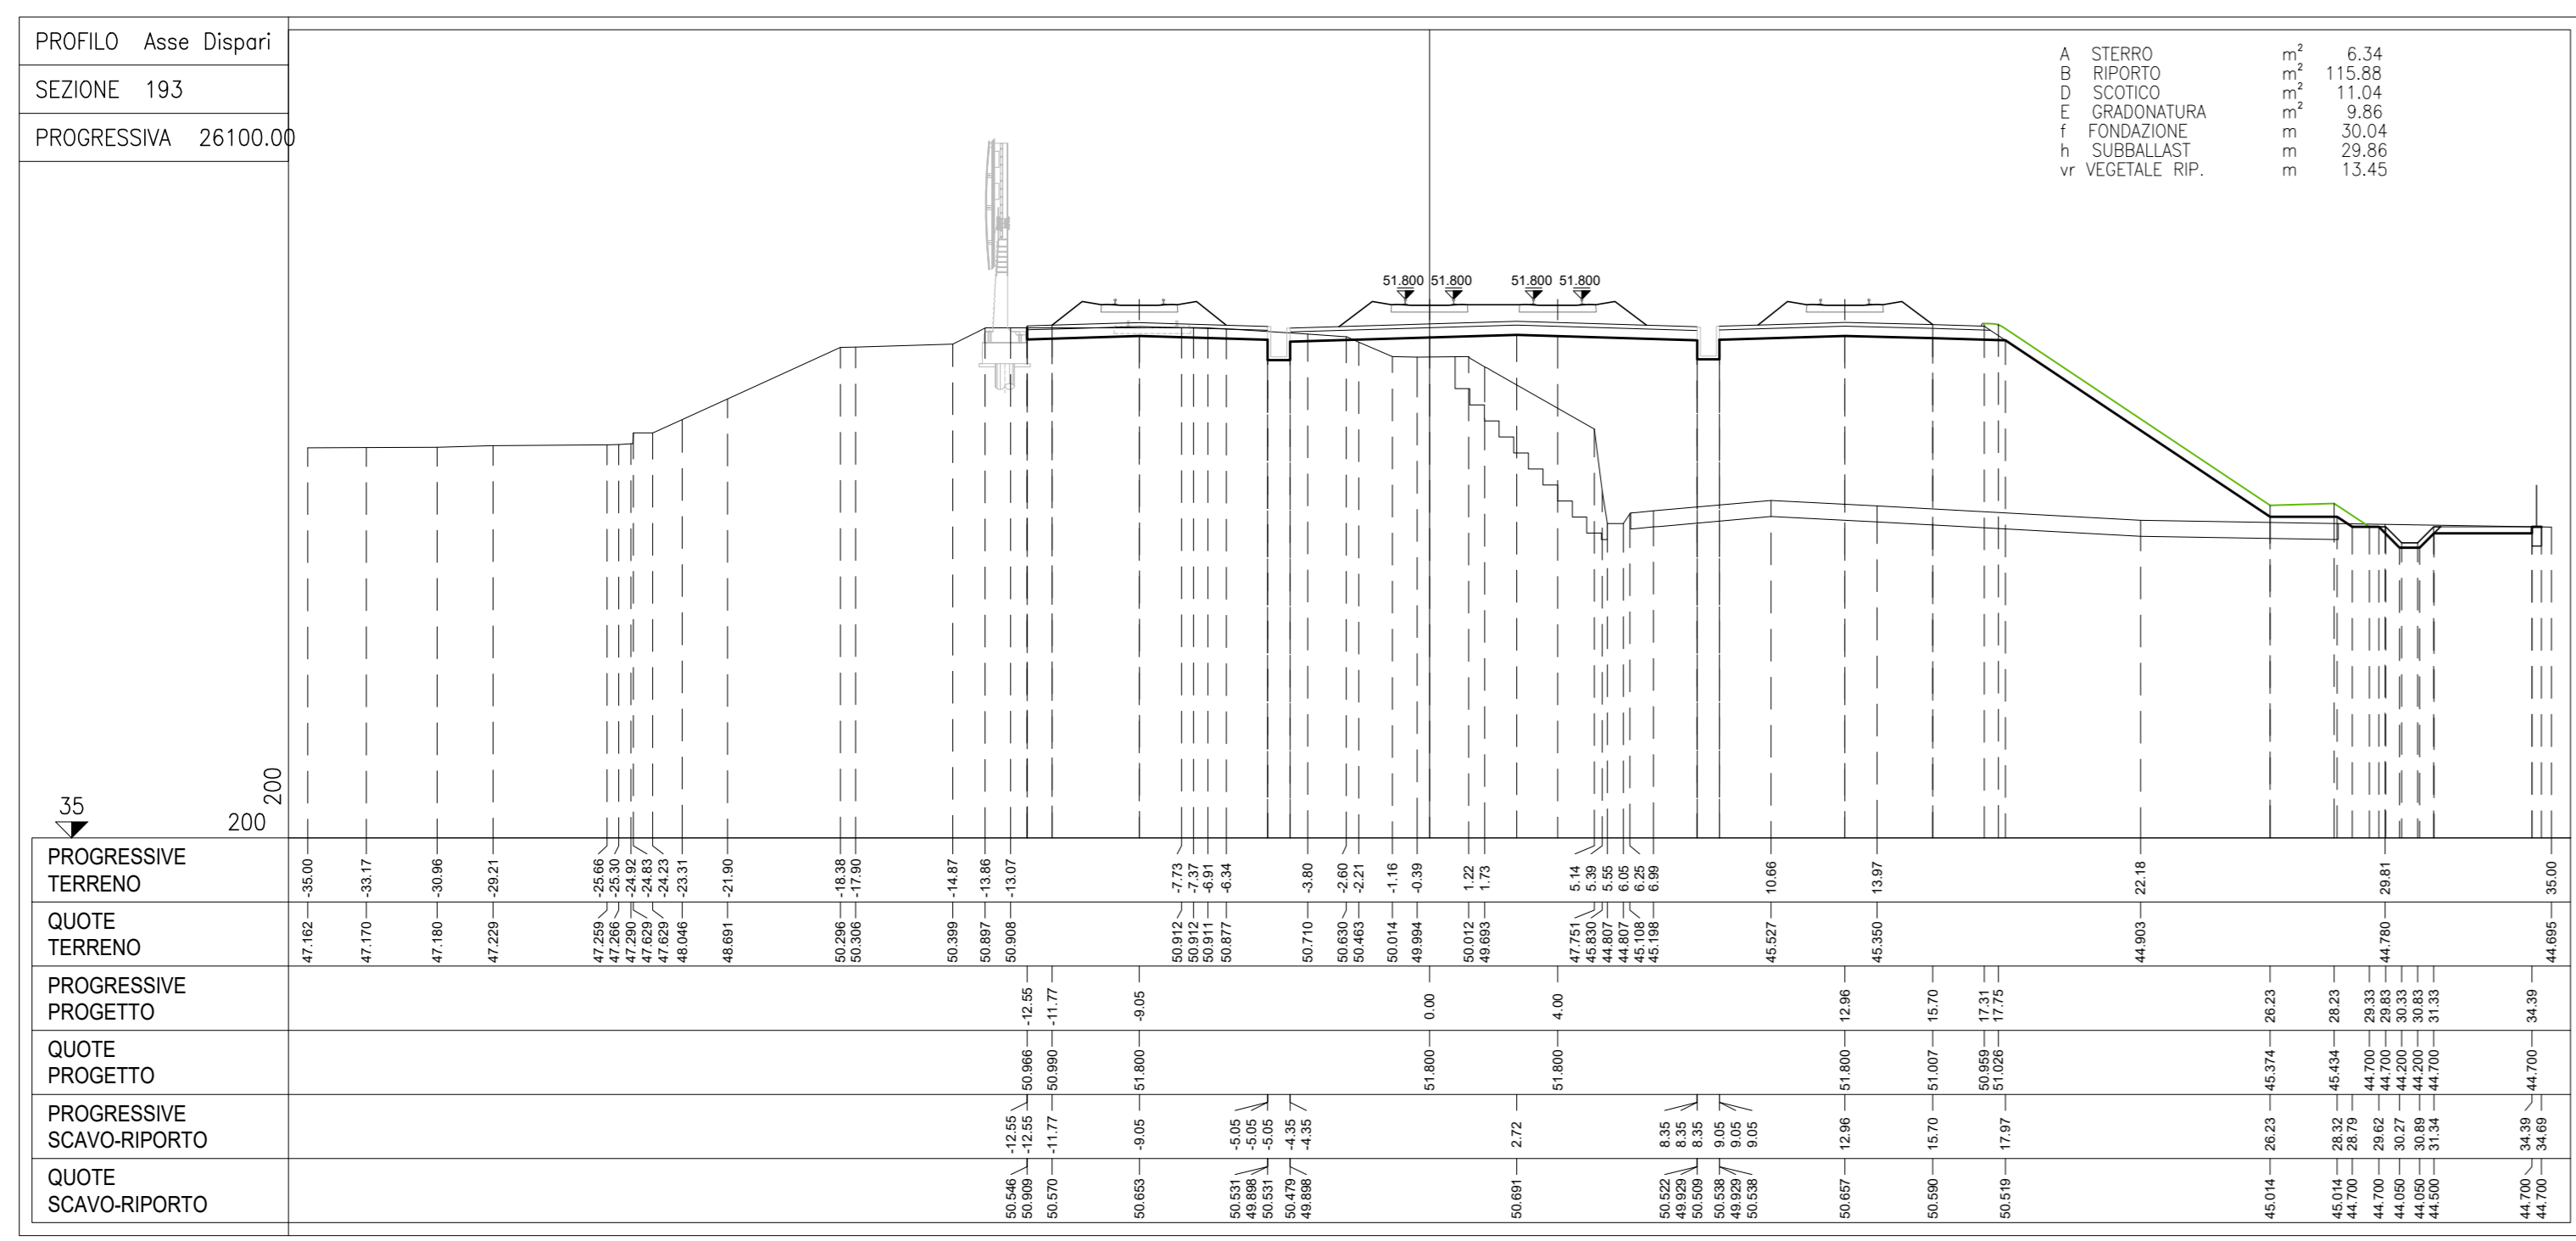 PROFILO Asse Dispari
SEZIONE 193
PROGRESSIVA 26100.00
A STERRO m² 6.34
B RIPORTO m² 115.88
D SCOTICO m² 11.04
E GRADONATURA m² 9.86
f FONDAZIONE m 30.04
h SUBBALLAST m 29.86
vr VEGETALE RIP. m 13.45
51.800 51.800 51.800 51.800
35
200
200
PROGRESSIVE
TERRENO
-35.00 -33.17 -30.96 -29.21 -25.66 -25.30 -24.92 -24.83 -24.23 -23.31 -21.90 -18.38 -17.90 -14.87 -13.86 -13.07 -7.73 -7.37 -6.91 -6.34 -3.80 -2.60 -2.21 -1.16 -0.39 1.22 1.73 5.14 5.39 5.55 6.05 6.25 6.99 10.66 13.97 22.18 29.81 35.00
QUOTE
TERRENO
47.162 47.170 47.180 47.229 47.259 47.266 47.290 47.629 47.629 48.046 48.691 50.296 50.306 50.399 50.897 50.908 50.912 50.912 50.911 50.877 50.710 50.630 50.463 50.014 49.994 50.012 49.693 47.751 45.830 44.807 44.807 45.108 45.198 45.527 45.350 44.903 44.780 44.695
PROGRESSIVE
PROGETTO
-12.55 -11.77 -9.05 0.00 4.00 12.96 15.70 17.31 17.75 26.23 28.23 29.33 29.83 30.33 30.83 31.33 34.39
QUOTE
PROGETTO
50.966 50.990 51.800 51.800 51.800 51.800 51.007 50.959 51.026 45.374 45.434 44.700 44.700 44.200 44.200 44.700 44.700
PROGRESSIVE
SCAVO-RIPORTO
-12.55 -12.55 -11.77 -9.05 -5.05 -5.05 -5.05 -4.35 -4.35 2.72 8.35 8.35 8.35 9.05 9.05 9.05 12.96 15.70 17.97 26.23 28.32 28.79 29.62 30.27 30.89 31.34 34.39 34.69
QUOTE
SCAVO-RIPORTO
50.546 50.909 50.570 50.653 50.531 49.898 50.531 50.479 49.898 50.691 50.522 49.929 50.509 50.538 49.929 50.538 50.657 50.590 50.519 45.014 45.014 44.700 44.700 44.050 44.050 44.500 44.700 44.700